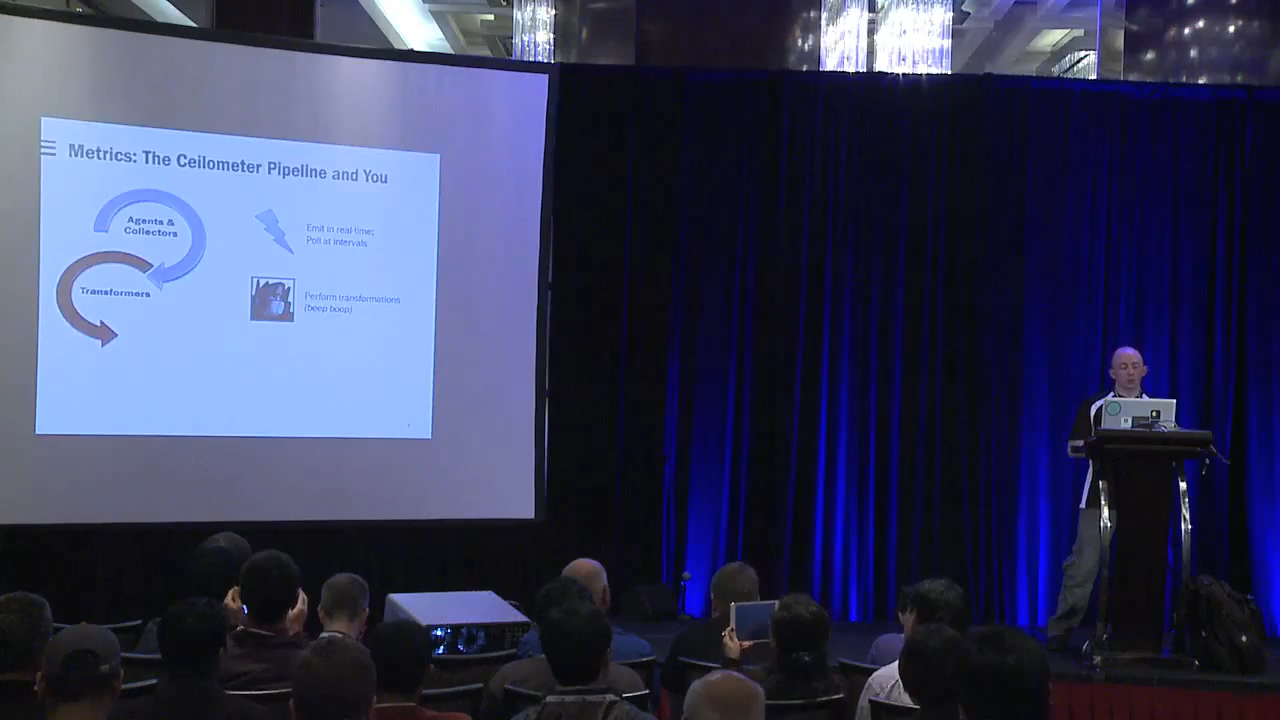 Metrics: The Ceilometer Pipeline and You
Agents &
Collectors
Emit in real-time;
Poll at intervals
Transformers
Perform transformations
(beep boop)